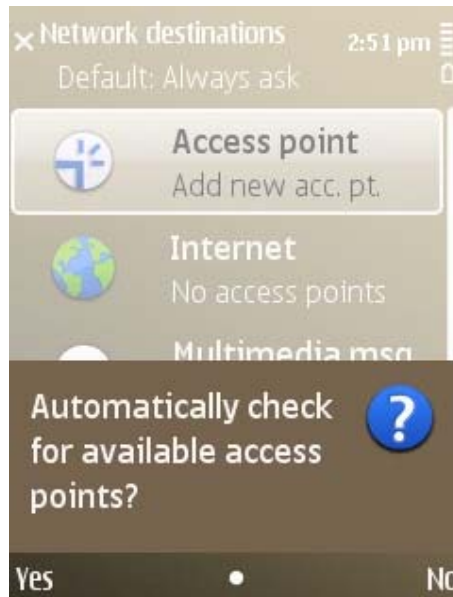 Network destinations
2:51 pm
Default: Always ask
Access point
Add new acc. pt.
Internet
No access points
Multimedia msg
Automatically check
for available access
points?
Yes
No